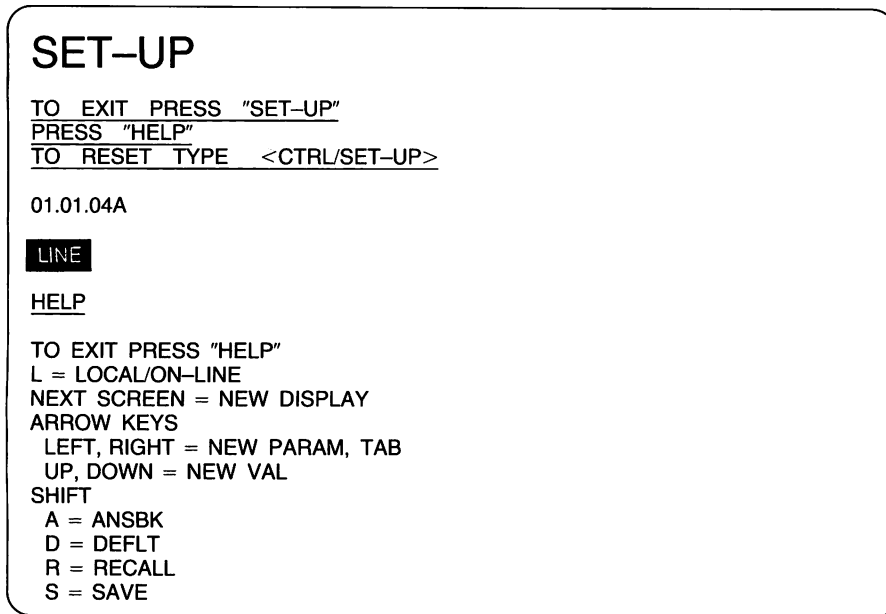 SET–UP
TO EXIT PRESS "SET–UP"
PRESS "HELP"
TO RESET TYPE <CTRL/SET–UP>
01.01.04A
LINE
HELP
TO EXIT PRESS "HELP"
L = LOCAL/ON–LINE
NEXT SCREEN = NEW DISPLAY
ARROW KEYS
LEFT, RIGHT = NEW PARAM, TAB
UP, DOWN = NEW VAL
SHIFT
A = ANSBK
D = DEFLT
R = RECALL
S = SAVE